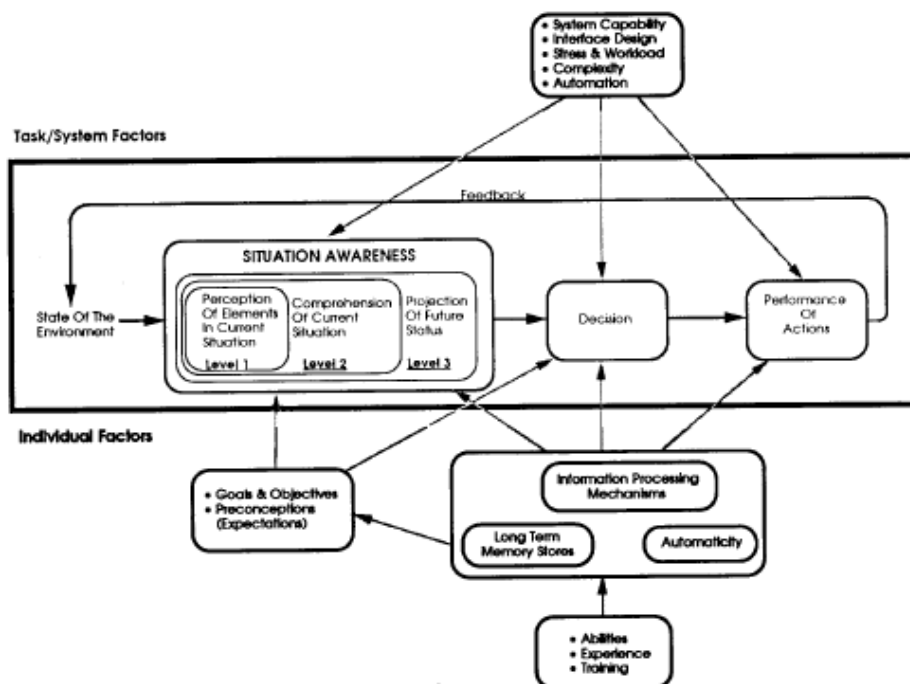 • System Capability
• Interface Design
• Stress & Workload
• Complexity
• Automation
Task/System Factors
Feedback
SITUATION AWARENESS
Perception
Of Elements
In Current
Situation
Level 1
Comprehension
Of Current
Situation
Level 2
Projection
Of Future
Status
Level 3
State Of The
Environment
Decision
Performance
Of
Actions
Individual Factors
• Goals & Objectives
• Preconceptions
(Expectations)
Information Processing
Mechanisms
Long Term
Memory Stores
Automaticity
• Abilities
• Experience
• Training